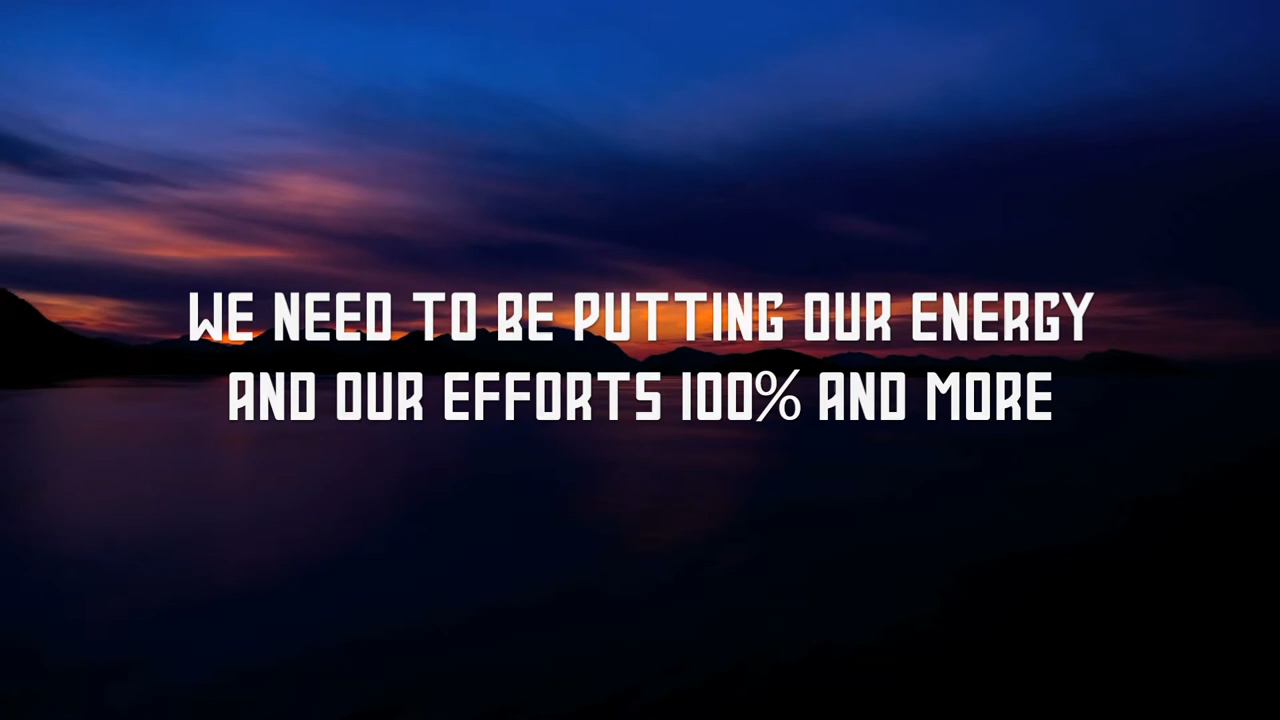 WE NEED TO BE PUTTING OUR ENERGY
AND OUR EFFORTS 100% AND MORE